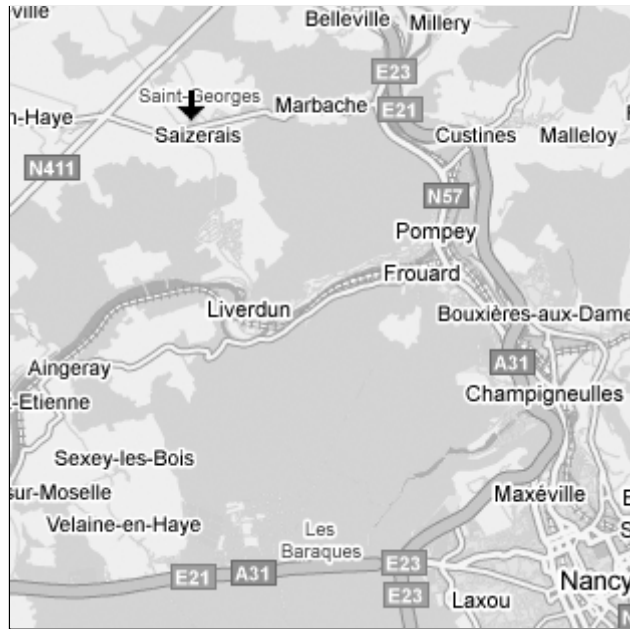 ville
Belleville
Millery
E23
Saint-Georges
Marbache
E21
n-Haye
Saizerais
Custines
Malleloy
N411
N57
Pompey
Frouard
Liverdun
Bouxières-aux-Dame
A31
Aingeray
Champigneulles
-Etienne
Sexey-les-Bois
sur-Moselle
Maxéville
Velaine-en-Haye
Les
Baraques
E21
A31
E23
E23
Nancy
Laxou